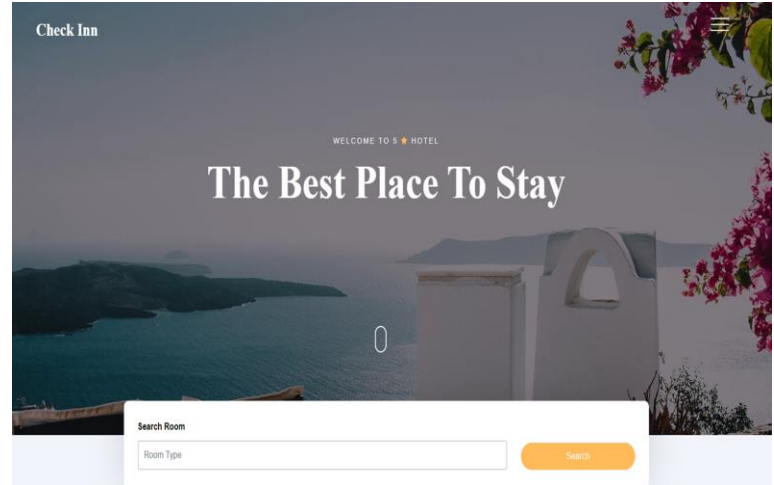 Check Inn
WELCOME TO 5 ★ HOTEL
The Best Place To Stay
Search Room
Room Type
Search